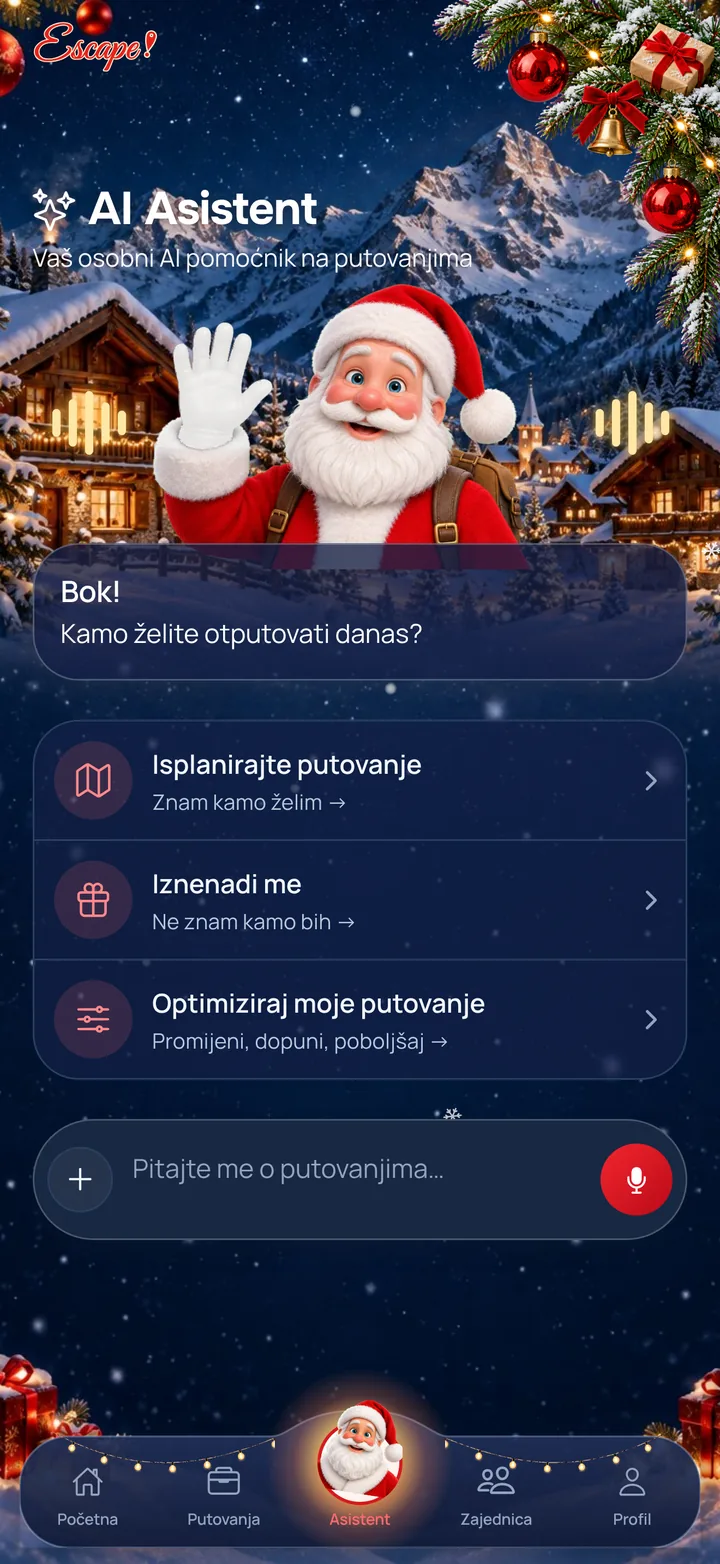 Escape!
AI Asistent
Vaš osobni AI pomoćnik na putovanjima
Bok!
Kamo želite otputovati danas?
Isplanirajte putovanje
Znam kamo želim →
Iznenadi me
Ne znam kamo bih →
Optimiziraj moje putovanje
Promijeni, dopuni, poboljšaj →
Pitajte me o putovanjima...
Početna
Putovanja
Asistent
Zajednica
Profil